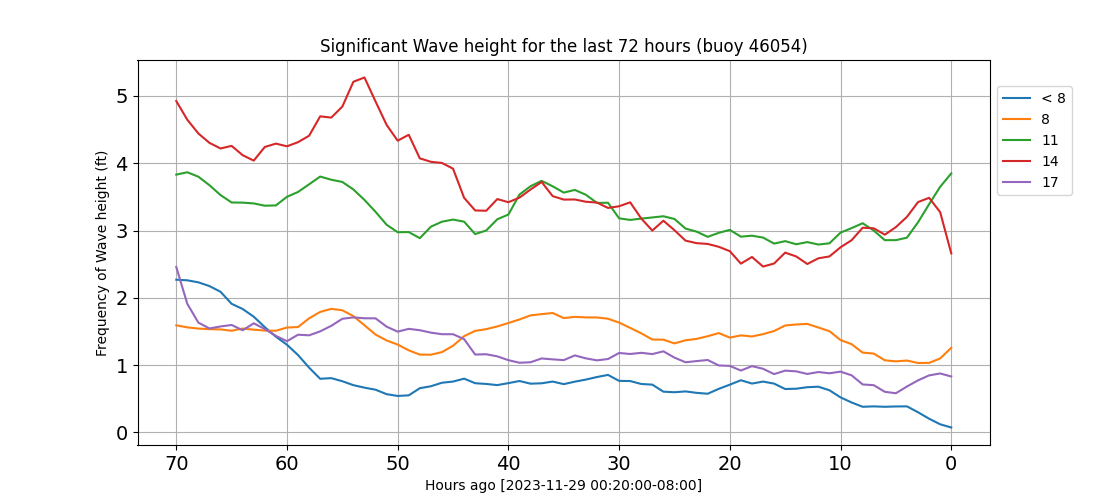 Significant Wave height for the last 72 hours (buoy 46054)
Frequency of Wave height (ft)
5
4
3
2
1
0
70 60 50 40 30 20 10 0
Hours ago [2023-11-29 00:20:00-08:00]
< 8
8
11
14
17